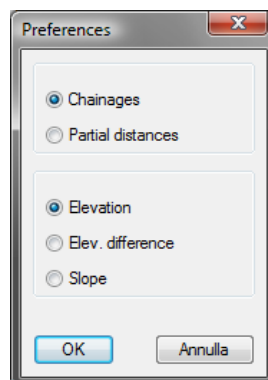 Preferences
Chainages
Partial distances
Elevation
Elev. difference
Slope
OK Annulla